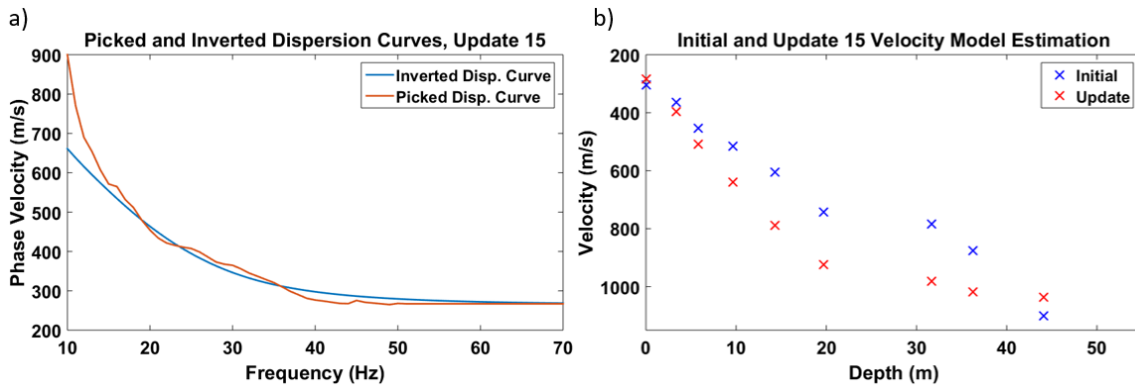 a)
Picked and Inverted Dispersion Curves, Update 15
900
800
700
600
500
400
300
200
Phase Velocity (m/s)
Inverted Disp. Curve
Picked Disp. Curve
10 20 30 40 50 60 70
Frequency (Hz)
b)
Initial and Update 15 Velocity Model Estimation
200
400
600
800
1000
Velocity (m/s)
Initial
Update
0 10 20 30 40 50
Depth (m)